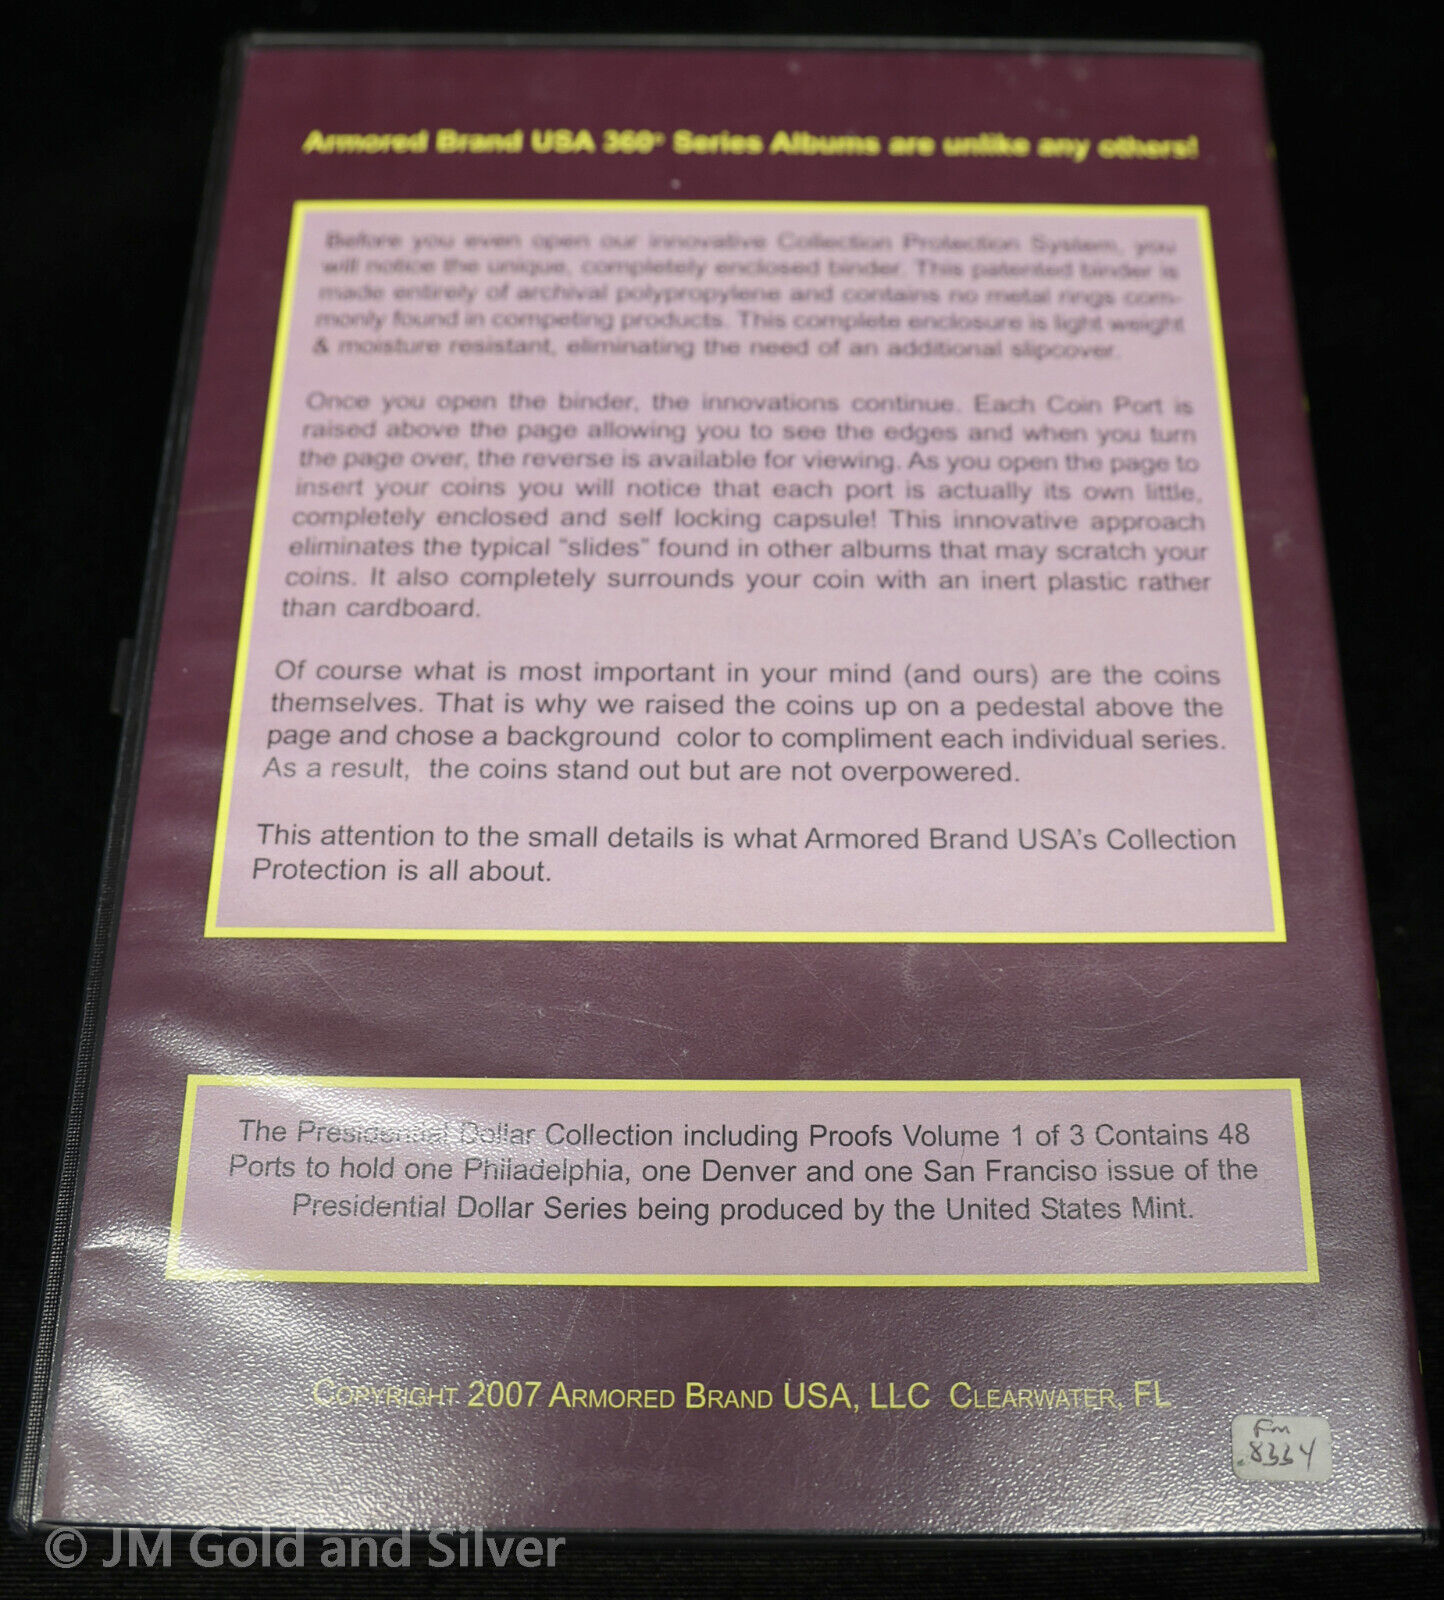 Armored Brand USA 360° Series Albums are unlike any others!
Before you even open our innovative Collection Protection System, you
will notice the unique, completely enclosed binder. This patented binder is
made entirely of archival polypropylene and contains no metal rings com-
monly found in competing products. This complete enclosure is light weight
& moisture resistant, eliminating the need of an additional slipcover.
Once you open the binder, the innovations continue. Each Coin Port is
raised above the page allowing you to see the edges and when you turn
the page over, the reverse is available for viewing. As you open the page to
insert your coins you will notice that each port is actually its own little,
completely enclosed and self locking capsule! This innovative approach
eliminates the typical “slides” found in other albums that may scratch your
coins. It also completely surrounds your coin with an inert plastic rather
than cardboard.
Of course what is most important in your mind (and ours) are the coins
themselves. That is why we raised the coins up on a pedestal above the
page and chose a background color to compliment each individual series.
As a result, the coins stand out but are not overpowered.
This attention to the small details is what Armored Brand USA's Collection
Protection is all about.
The Presidential Dollar Collection including Proofs Volume 1 of 3 Contains 48
Ports to hold one Philadelphia, one Denver and one San Franciso issue of the
Presidential Dollar Series being produced by the United States Mint.
COPYRIGHT 2007 ARMORED BRAND USA, LLC CLEARWATER, FL
Fm
.8334
© JM Gold and Silver